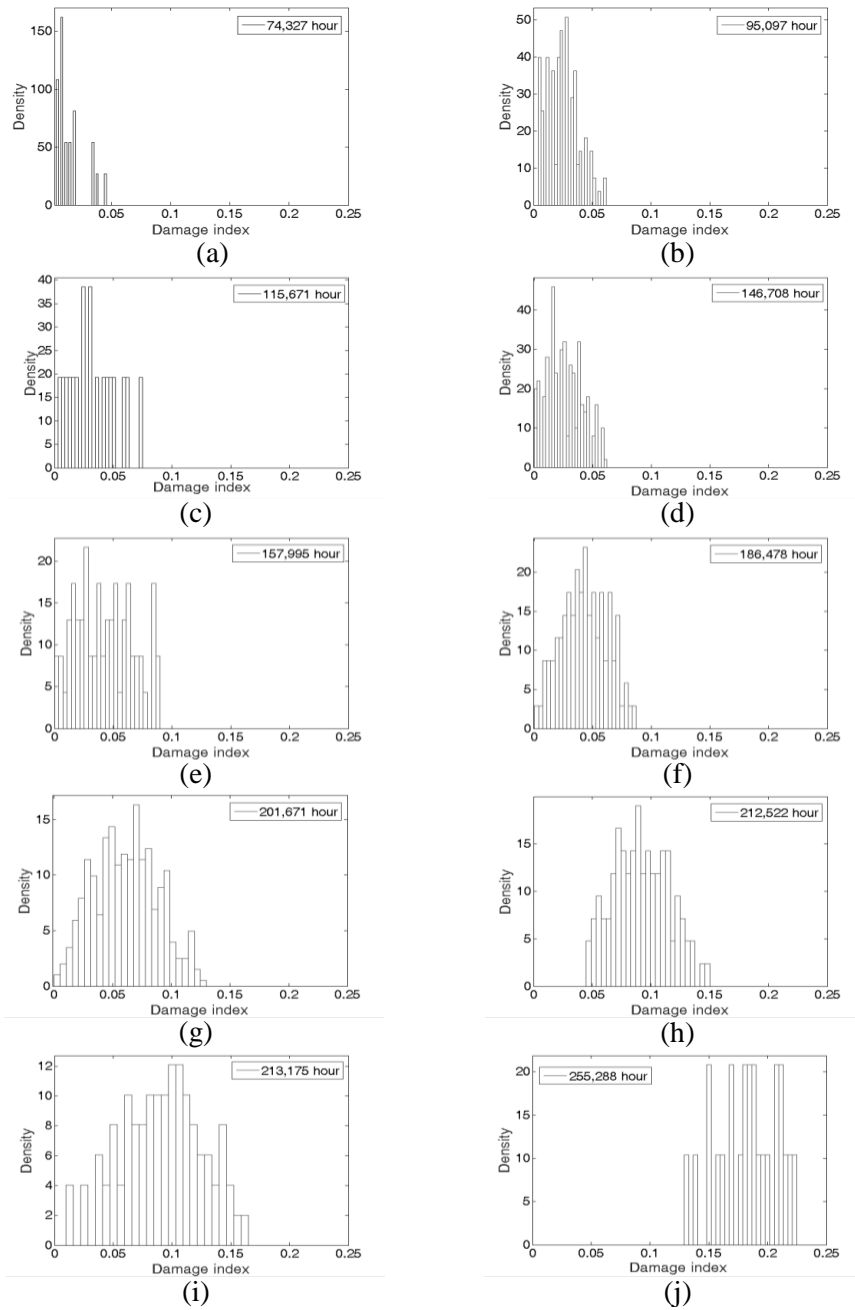 150
100
50
0
Density
74,327 hour
0.05 0.1 0.15 0.2 0.25
Damage index
(a)
50
40
30
20
10
0
Density
95,097 hour
0 0.05 0.1 0.15 0.2 0.25
Damage index
(b)
40
35
30
25
20
15
10
5
0
Density
115,671 hour
0 0.05 0.1 0.15 0.2 0.25
Damage index
(c)
40
30
20
10
0
Density
146,708 hour
0 0.05 0.1 0.15 0.2 0.25
Damage index
(d)
20
15
10
5
0
Density
157,995 hour
0 0.05 0.1 0.15 0.2 0.25
Damage index
(e)
20
15
10
5
0
Density
186,478 hour
0 0.05 0.1 0.15 0.2 0.25
Damage index
(f)
15
10
5
0
Density
201,671 hour
0 0.05 0.1 0.15 0.2 0.25
Damage index
(g)
15
10
5
0
Density
212,522 hour
0 0.05 0.1 0.15 0.2 0.25
Damage index
(h)
12
10
8
6
4
2
0
Density
213,175 hour
0 0.05 0.1 0.15 0.2 0.25
Damage index
(i)
20
15
10
5
0
Density
255,288 hour
0 0.05 0.1 0.15 0.2 0.25
Damage index
(j)